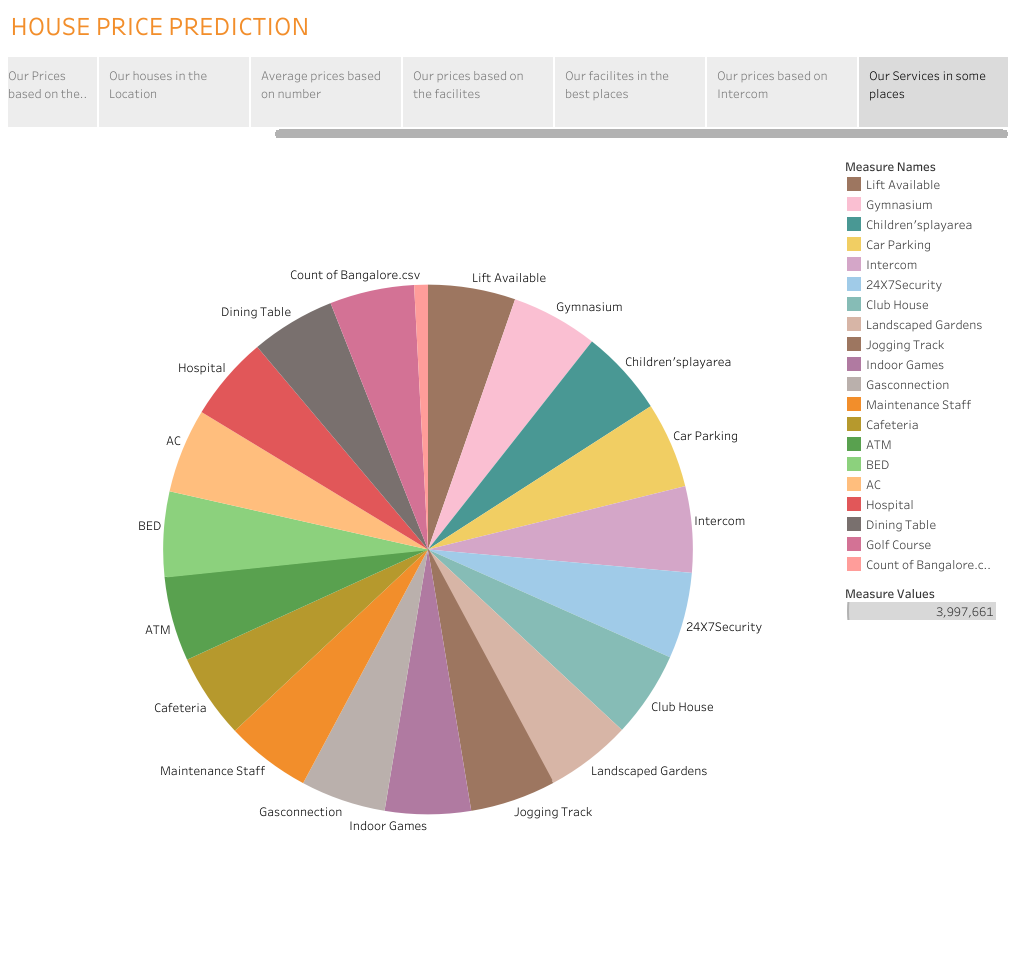 HOUSE PRICE PREDICTION
Our Prices
based on the..
Our houses in the
Location
Average prices based
on number
Our prices based on
the facilites
Our facilites in the
best places
Our prices based on
Intercom
Our Services in some
places
Measure Names
Lift Available
Gymnasium
Children'splayarea
Car Parking
Intercom
24X7Security
Club House
Landscaped Gardens
Jogging Track
Indoor Games
Gasconnection
Maintenance Staff
Cafeteria
ATM
BED
AC
Hospital
Dining Table
Golf Course
Count of Bangalore.c..
Measure Values
3,997,661
Count of Bangalore.csv
Lift Available
Gymnasium
Children'splayarea
Car Parking
Intercom
24X7Security
Club House
Landscaped Gardens
Jogging Track
Indoor Games
Gasconnection
Maintenance Staff
Cafeteria
ATM
BED
AC
Hospital
Dining Table